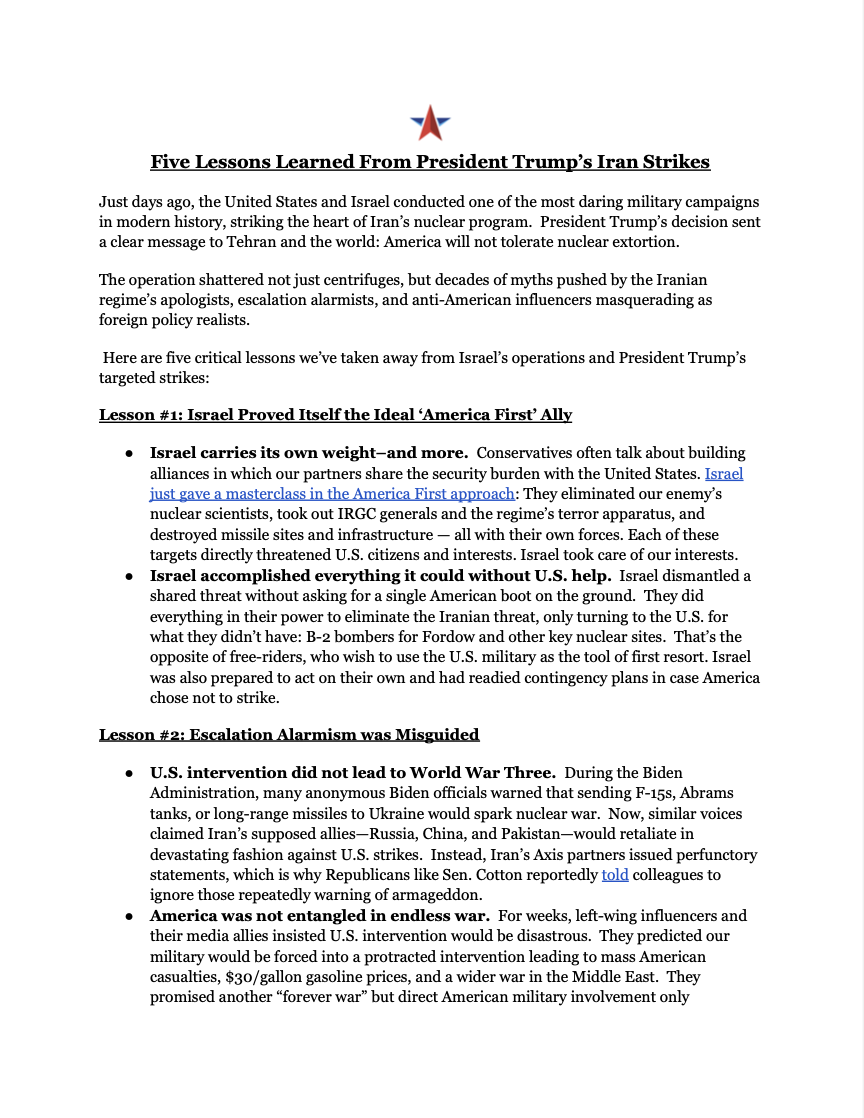 Five Lessons Learned From President Trump’s Iran Strikes
Just days ago, the United States and Israel conducted one of the most daring military campaigns
in modern history, striking the heart of Iran’s nuclear program.  President Trump’s decision sent
a clear message to Tehran and the world: America will not tolerate nuclear extortion.
The operation shattered not just centrifuges, but decades of myths pushed by the Iranian
regime’s apologists, escalation alarmists, and anti-American influencers masquerading as
foreign policy realists.
Here are five critical lessons we’ve taken away from Israel’s operations and President Trump’s
targeted strikes:
Lesson #1: Israel Proved Itself the Ideal ‘America First’ Ally
● Israel carries its own weight–and more.  Conservatives often talk about building
alliances in which our partners share the security burden with the United States. Israel
just gave a masterclass in the America First approach: They eliminated our enemy’s
nuclear scientists, took out IRGC generals and the regime’s terror apparatus, and
destroyed missile sites and infrastructure — all with their own forces. Each of these
targets directly threatened U.S. citizens and interests. Israel took care of our interests.
● Israel accomplished everything it could without U.S. help.  Israel dismantled a
shared threat without asking for a single American boot on the ground.  They did
everything in their power to eliminate the Iranian threat, only turning to the U.S. for
what they didn’t have: B-2 bombers for Fordow and other key nuclear sites.  That’s the
opposite of free-riders, who wish to use the U.S. military as the tool of first resort. Israel
was also prepared to act on their own and had readied contingency plans in case America
chose not to strike.
Lesson #2: Escalation Alarmism was Misguided
● U.S. intervention did not lead to World War Three.  During the Biden
Administration, many anonymous Biden officials warned that sending F-15s, Abrams
tanks, or long-range missiles to Ukraine would spark nuclear war.  Now, similar voices
claimed Iran’s supposed allies—Russia, China, and Pakistan—would retaliate in
devastating fashion against U.S. strikes.  Instead, Iran’s Axis partners issued perfunctory
statements, which is why Republicans like Sen. Cotton reportedly told colleagues to
ignore those repeatedly warning of armageddon.
● America was not entangled in endless war.  For weeks, left-wing influencers and
their media allies insisted U.S. intervention would be disastrous.  They predicted our
military would be forced into a protracted intervention leading to mass American
casualties, $30/gallon gasoline prices, and a wider war in the Middle East.  They
promised another “forever war” but direct American military involvement only